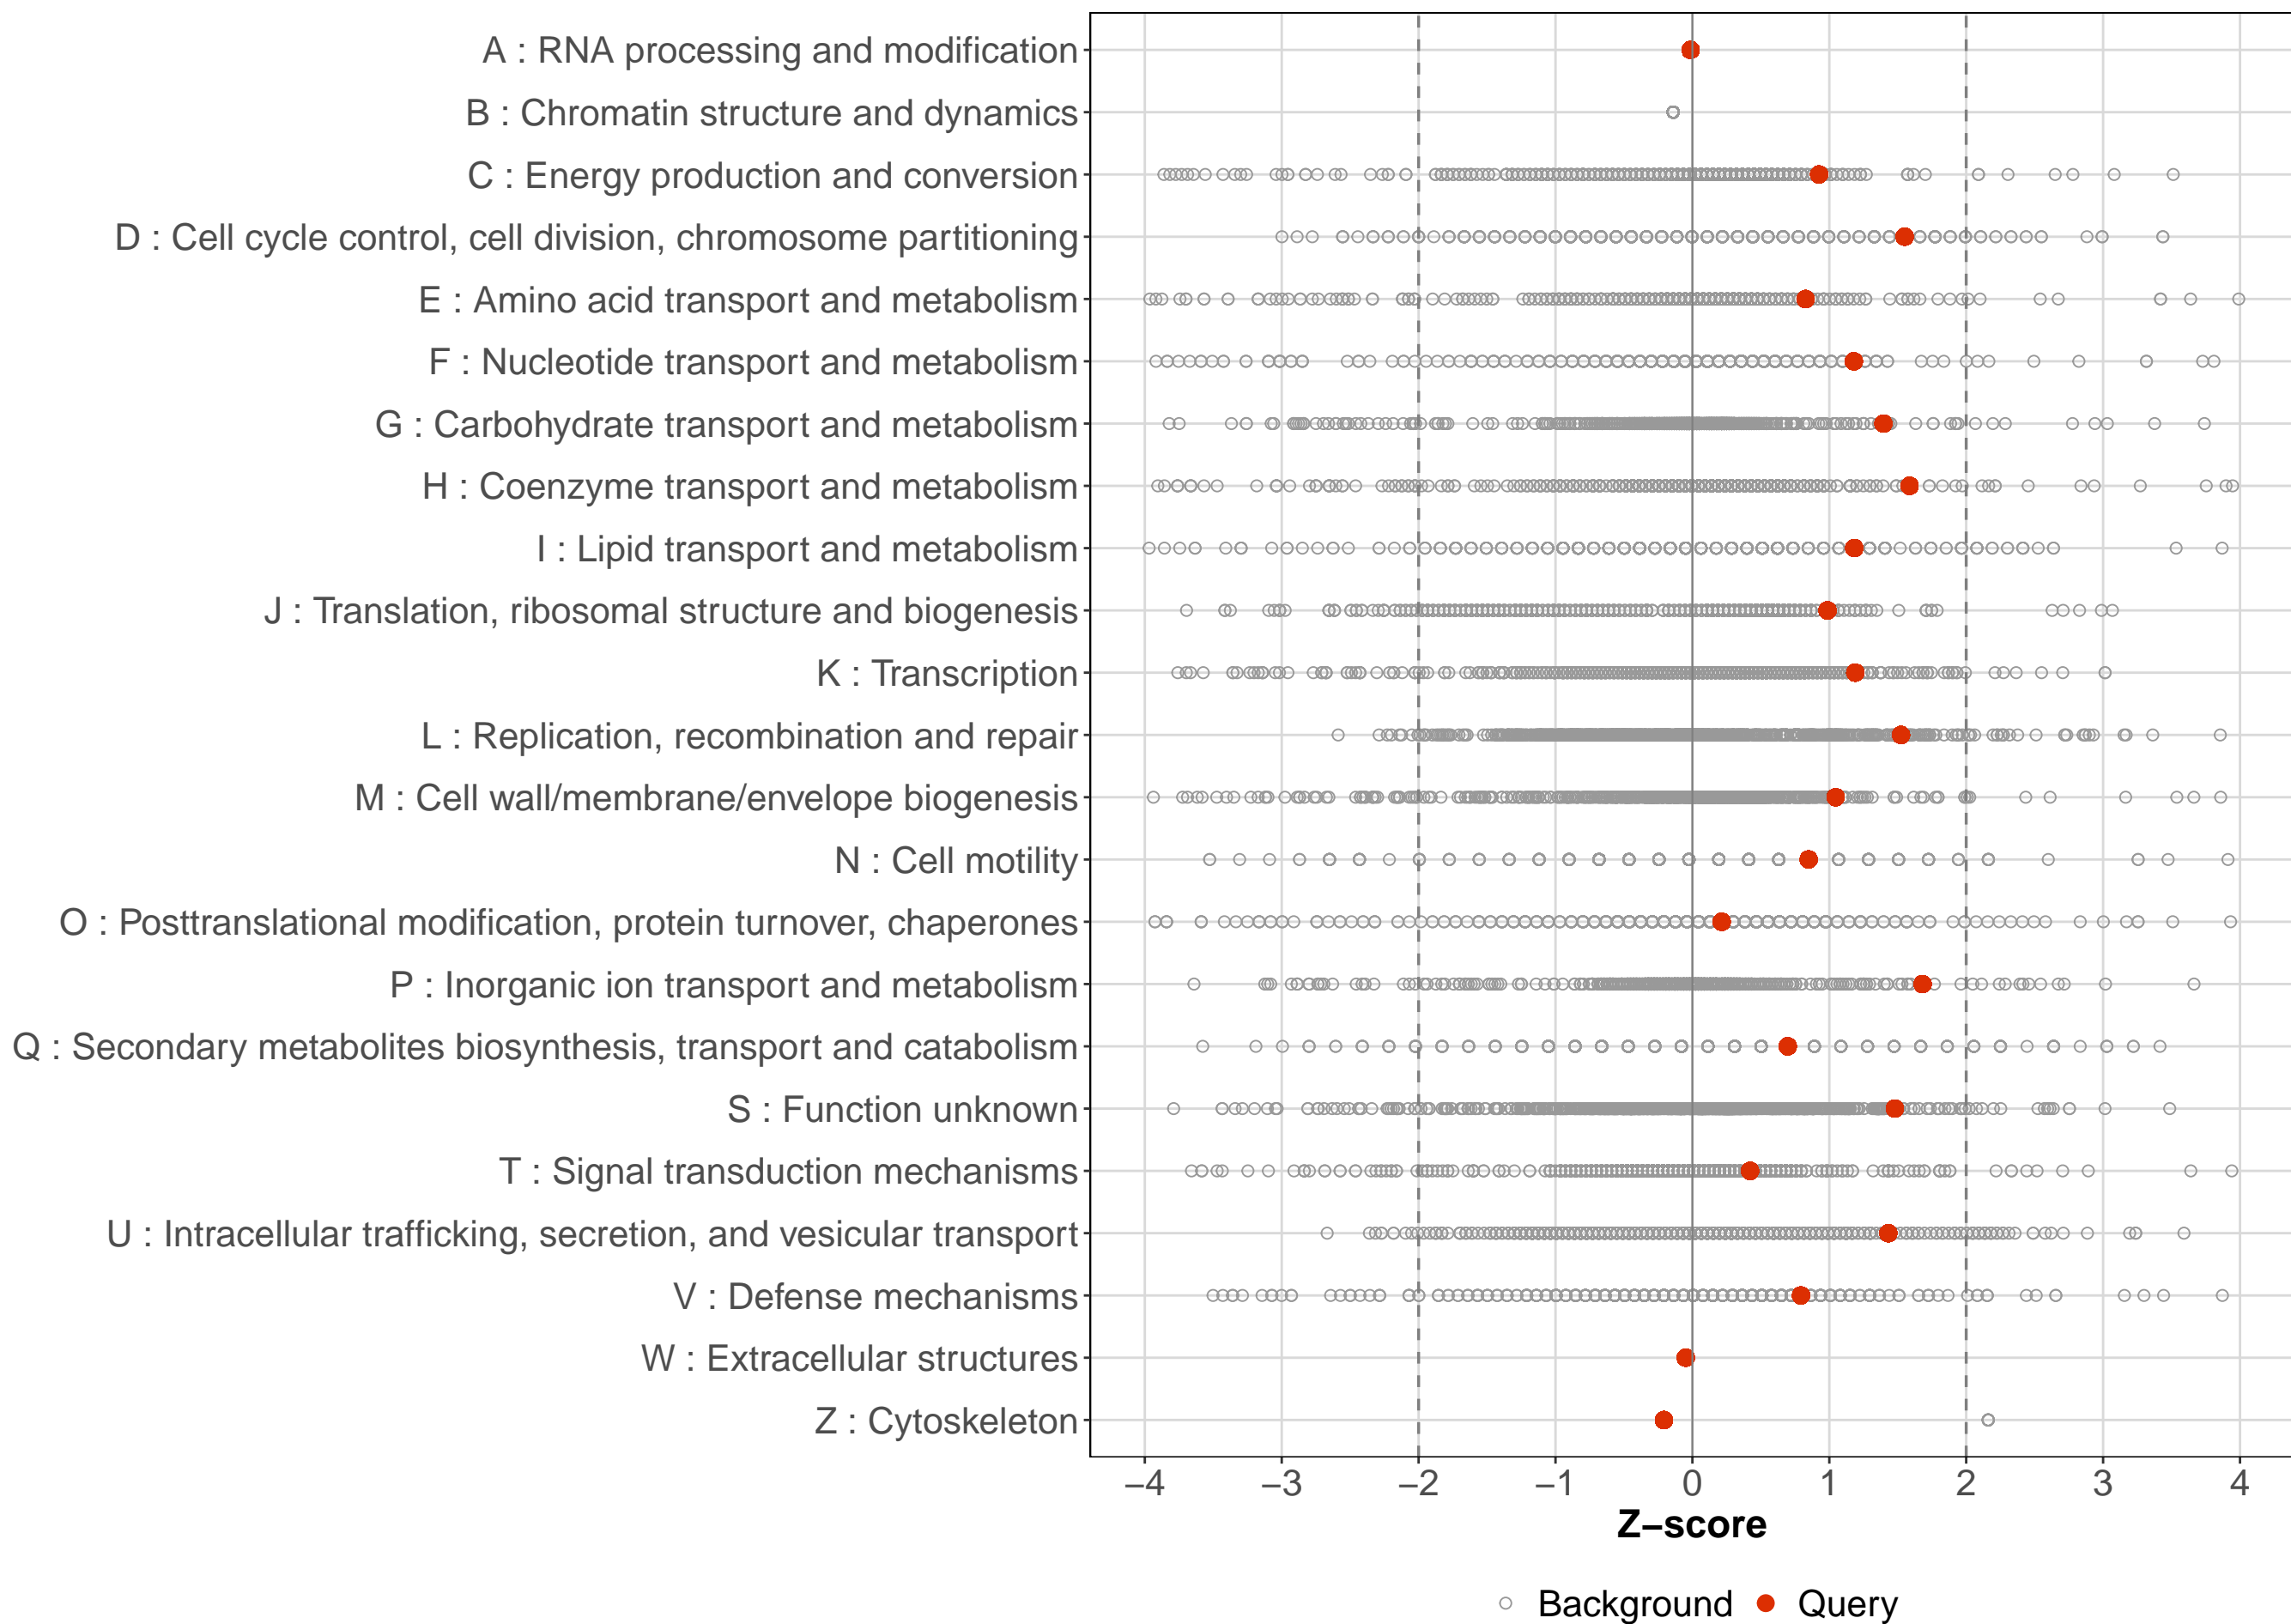 A : RNA processing and modification
B : Chromatin structure and dynamics
C : Energy production and conversion
D : Cell cycle control, cell division, chromosome partitioning
E : Amino acid transport and metabolism
F : Nucleotide transport and metabolism
G : Carbohydrate transport and metabolism
H : Coenzyme transport and metabolism
I : Lipid transport and metabolism
J : Translation, ribosomal structure and biogenesis
K : Transcription
L : Replication, recombination and repair
M : Cell wall/membrane/envelope biogenesis
N : Cell motility
O : Posttranslational modification, protein turnover, chaperones
P : Inorganic ion transport and metabolism
Q : Secondary metabolites biosynthesis, transport and catabolism
S : Function unknown
T : Signal transduction mechanisms
U : Intracellular trafficking, secretion, and vesicular transport
V : Defense mechanisms
W : Extracellular structures
Z : Cytoskeleton
−4 −3 −2 −1 0 1 2 3 4
Z−score
Background Query